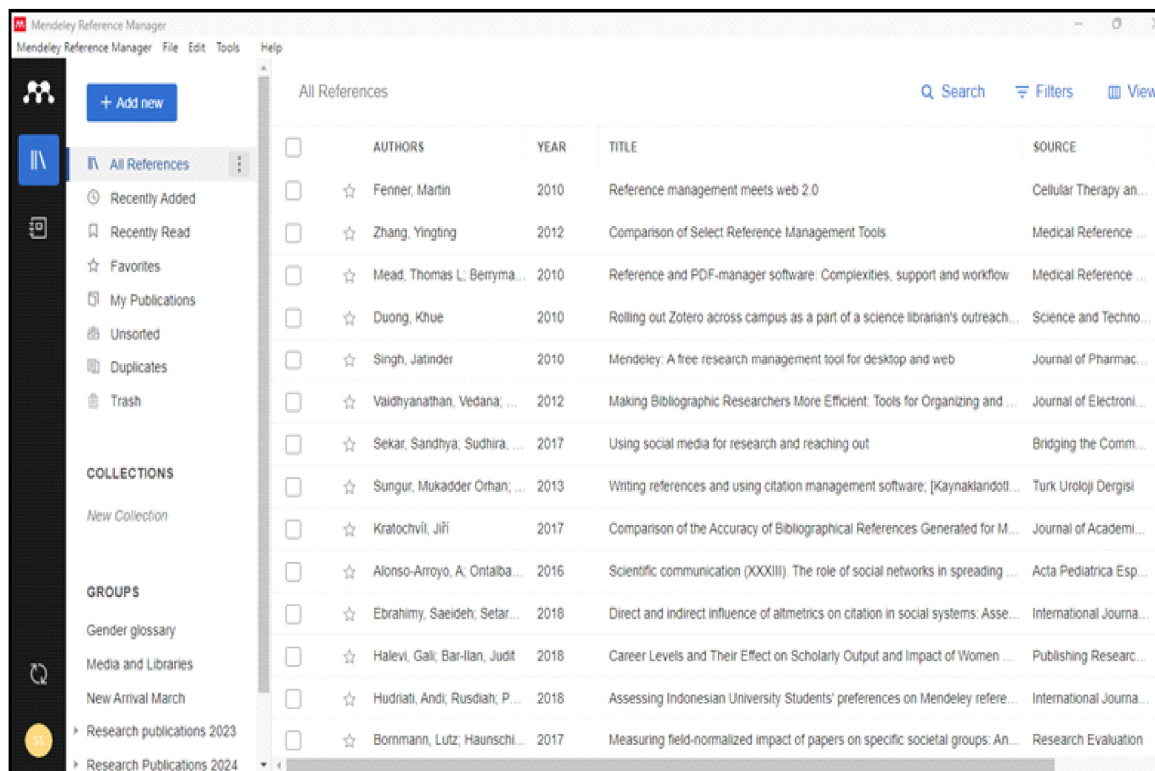 Mendeley Reference Manager
Mendeley Reference Manager File Edit Tools Help
+ Add new
All References
Recently Added
Recently Read
Favorites
My Publications
Unsorted
Duplicates
Trash
COLLECTIONS
New Collection
GROUPS
Gender glossary
Media and Libraries
New Arrival March
Research publications 2023
Research Publications 2024
SS
All References Search Filters View
AUTHORS YEAR TITLE SOURCE
Fenner, Martin 2010 Reference management meets web 2.0 Cellular Therapy an...
Zhang, Yingting 2012 Comparison of Select Reference Management Tools Medical Reference ...
Mead, Thomas L; Berryma... 2010 Reference and PDF-manager software: Complexities, support and workflow Medical Reference ...
Duong, Khue 2010 Rolling out Zotero across campus as a part of a science librarian's outreach... Science and Techno...
Singh, Jatinder 2010 Mendeley: A free research management tool for desktop and web Journal of Pharmac...
Vaidhyanathan, Vedana; ... 2012 Making Bibliographic Researchers More Efficient: Tools for Organizing and ... Journal of Electroni...
Sekar, Sandhya; Sudhira, ... 2017 Using social media for research and reaching out Bridging the Comm...
Sungur, Mukadder Orhan; ... 2013 Writing references and using citation management software; [Kaynaklaridotl... Turk Uroloji Dergisi
Kratochvíl, Jiří 2017 Comparison of the Accuracy of Bibliographical References Generated for M... Journal of Academi...
Alonso-Arroyo, A; Ontalba... 2016 Scientific communication (XXXIII). The role of social networks in spreading ... Acta Pediatrica Esp...
Ebrahimy, Saeideh; Setar... 2018 Direct and indirect influence of altmetrics on citation in social systems: Asse... International Journa...
Halevi, Gali; Bar-Ilan, Judit 2018 Career Levels and Their Effect on Scholarly Output and Impact of Women ... Publishing Researc...
Hudriati, Andi; Rusdiah; P... 2018 Assessing Indonesian University Students' preferences on Mendeley refere... International Journa...
Bornmann, Lutz; Haunschi... 2017 Measuring field-normalized impact of papers on specific societal groups: An... Research Evaluation